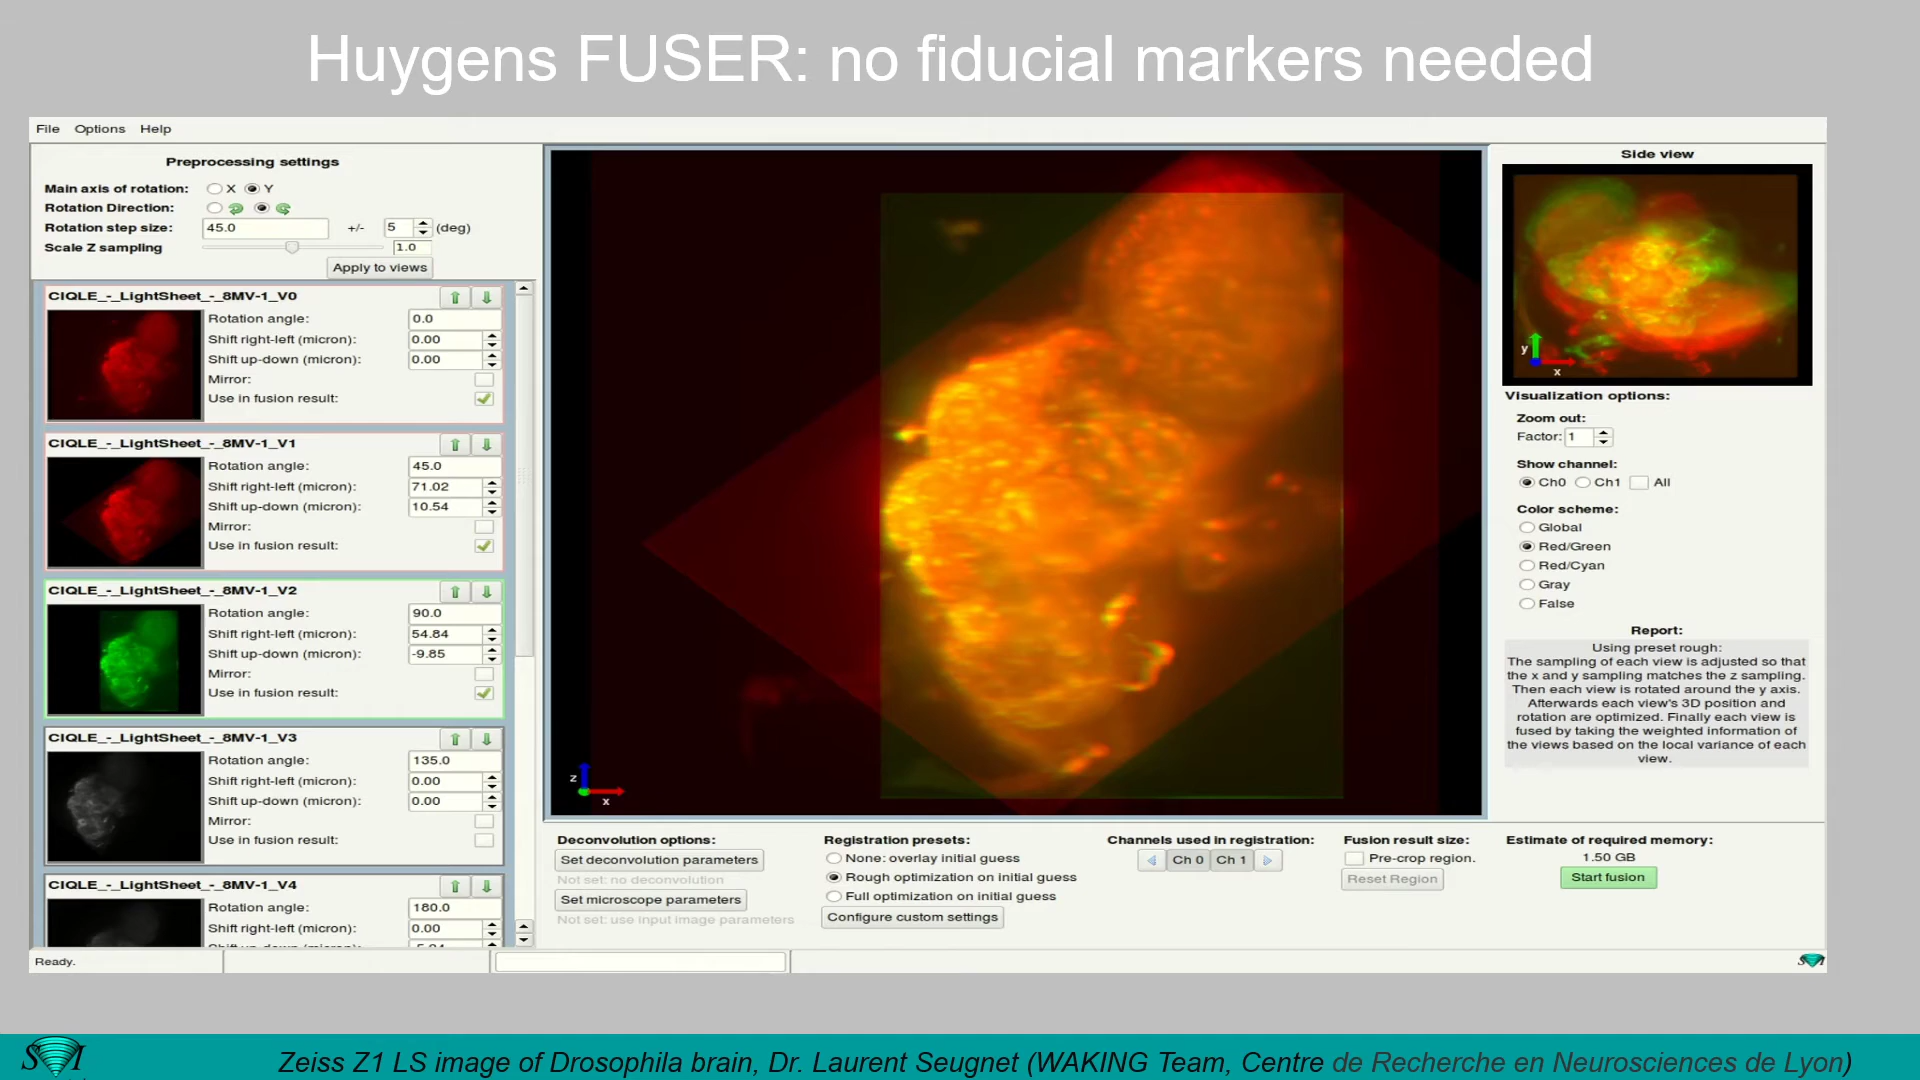 Huygens FUSER: no fiducial markers needed
File Options Help
Preprocessing settings
Main axis of rotation: X Y
Rotation Direction:
Rotation step size: 45.0 +/- 5 (deg)
Scale Z sampling 1.0
Apply to views
CIQLE_-_LightSheet_-_8MV-1_V0
Rotation angle: 0.0
Shift right-left (micron): 0.00
Shift up-down (micron): 0.00
Mirror:
Use in fusion result:
CIQLE_-_LightSheet_-_8MV-1_V1
Rotation angle: 45.0
Shift right-left (micron): 71.02
Shift up-down (micron): 10.54
Mirror:
Use in fusion result:
CIQLE_-_LightSheet_-_8MV-1_V2
Rotation angle: 90.0
Shift right-left (micron): 54.84
Shift up-down (micron): -9.85
Mirror:
Use in fusion result:
CIQLE_-_LightSheet_-_8MV-1_V3
Rotation angle: 135.0
Shift right-left (micron): 0.00
Shift up-down (micron): 0.00
Mirror:
Use in fusion result:
CIQLE_-_LightSheet_-_8MV-1_V4
Rotation angle: 180.0
Shift right-left (micron): 0.00
z
x
Side view
y
x
Visualization options:
Zoom out:
Factor: 1
Show channel:
Ch0 Ch1 All
Color scheme:
Global
Red/Green
Red/Cyan
Gray
False
Report:
Using preset rough:
The sampling of each view is adjusted so that
the x and y sampling matches the z sampling.
Then each view is rotated around the y axis.
Afterwards each view's 3D position and
rotation are optimized. Finally each view is
fused by taking the weighted information of
the views based on the local variance of each
view.
Deconvolution options:
Set deconvolution parameters
Not set: no deconvolution
Set microscope parameters
Not set: use input image parameters
Registration presets:
None: overlay initial guess
Rough optimization on initial guess
Full optimization on initial guess
Configure custom settings
Channels used in registration:
Ch 0 Ch 1
Fusion result size:
Pre-crop region.
Reset Region
Estimate of required memory:
1.50 GB
Start fusion
Ready.
SVI
SVI
Zeiss Z1 LS image of Drosophila brain, Dr. Laurent Seugnet (WAKING Team, Centre de Recherche en Neurosciences de Lyon)